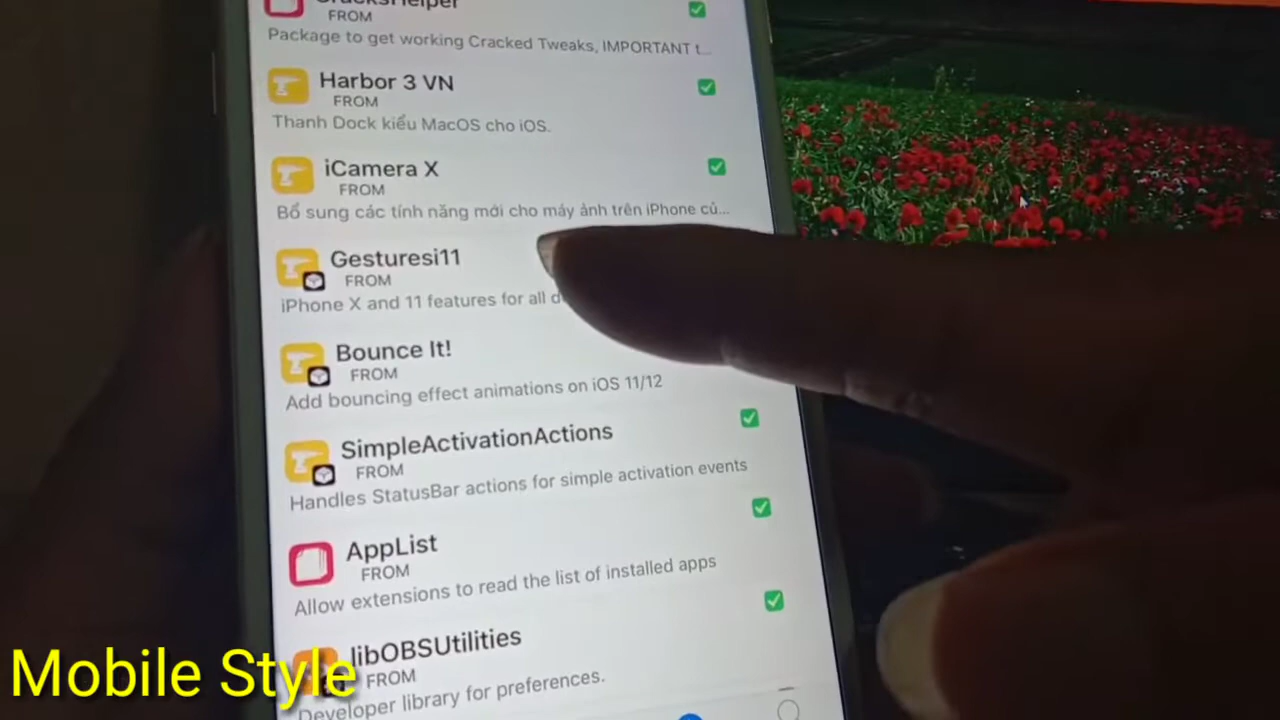 CracksHelper
FROM
Package to get working Cracked Tweaks, IMPORTANT t...
Harbor 3 VN
FROM
Thanh Dock kiểu MacOS cho iOS.
iCamera X
FROM
Bổ sung các tính năng mới cho máy ảnh trên iPhone củ...
Gesturesi11
FROM
iPhone X and 11 features for all
Bounce It!
FROM
Add bouncing effect animations on iOS 11/12
SimpleActivationActions
FROM
Handles StatusBar actions for simple activation events
AppList
FROM
Allow extensions to read the list of installed apps
libOBSUtilities
FROM
Developer library for preferences.
Mobile Style